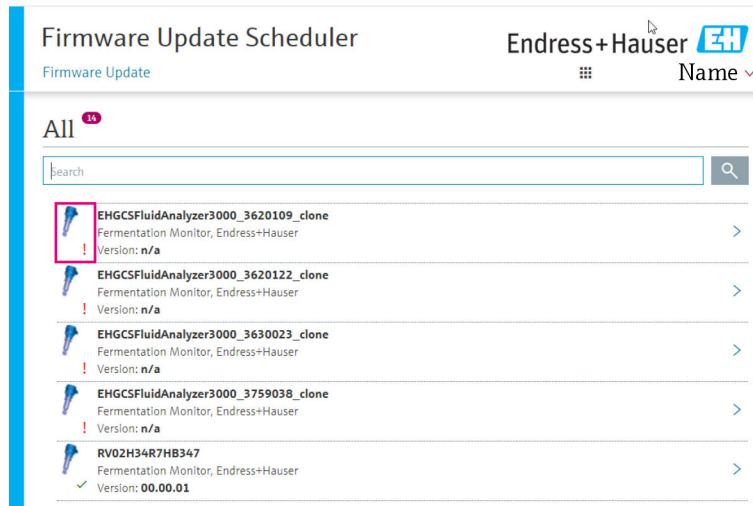 Firmware Update Scheduler
Endress+Hauser EH
Firmware Update
Name
All 14
Search
EHGCSFluidAnalyzer3000_3620109_clone
Fermentation Monitor, Endress+Hauser
! Version: n/a
EHGCSFluidAnalyzer3000_3620122_clone
Fermentation Monitor, Endress+Hauser
! Version: n/a
EHGCSFluidAnalyzer3000_3630023_clone
Fermentation Monitor, Endress+Hauser
! Version: n/a
EHGCSFluidAnalyzer3000_3759038_clone
Fermentation Monitor, Endress+Hauser
! Version: n/a
RV02H34R7HB347
Fermentation Monitor, Endress+Hauser
Version: 00.00.01